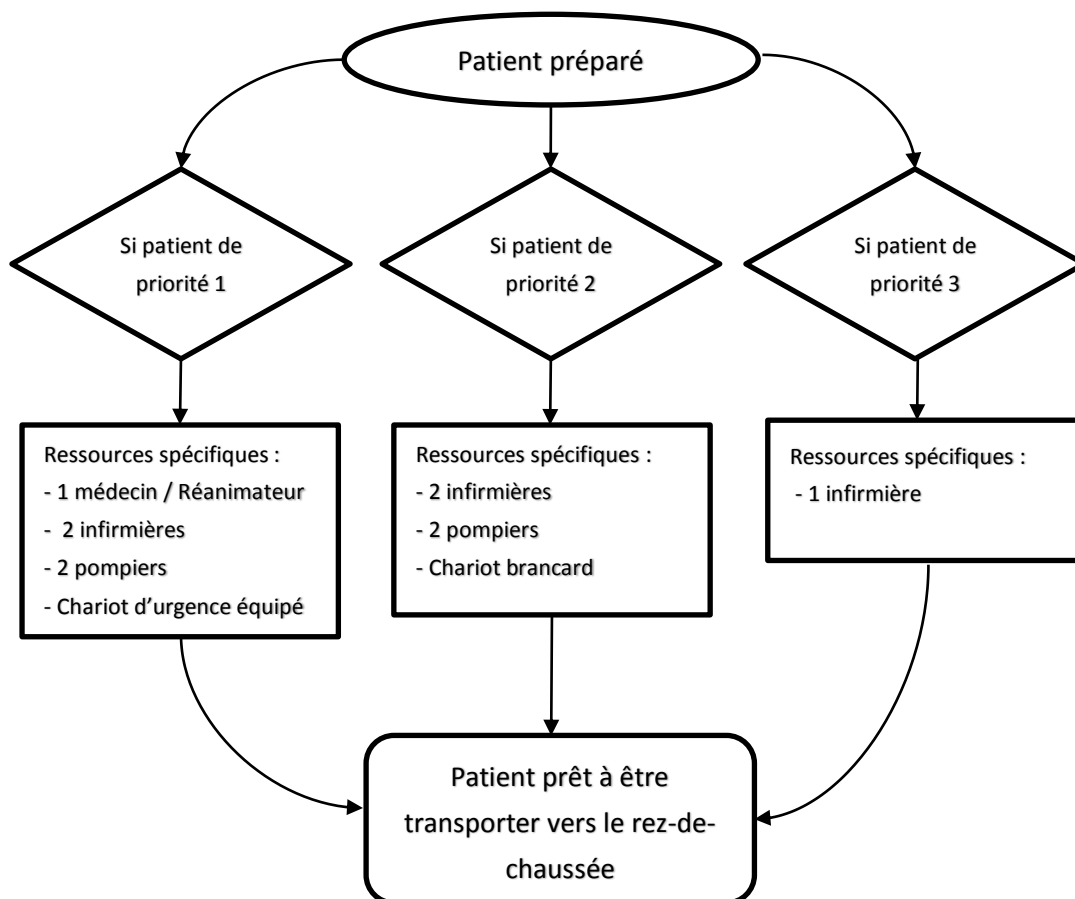 Patient préparé
Si patient de
priorité 1
Si patient de
priorité 2
Si patient de
priorité 3
Ressources spécifiques :
- 1 médecin / Réanimateur
- 2 infirmières
- 2 pompiers
- Chariot d’urgence équipé
Ressources spécifiques :
- 2 infirmières
- 2 pompiers
- Chariot brancard
Ressources spécifiques :
- 1 infirmière
Patient prêt à être
transporter vers le rez-de-
chaussée